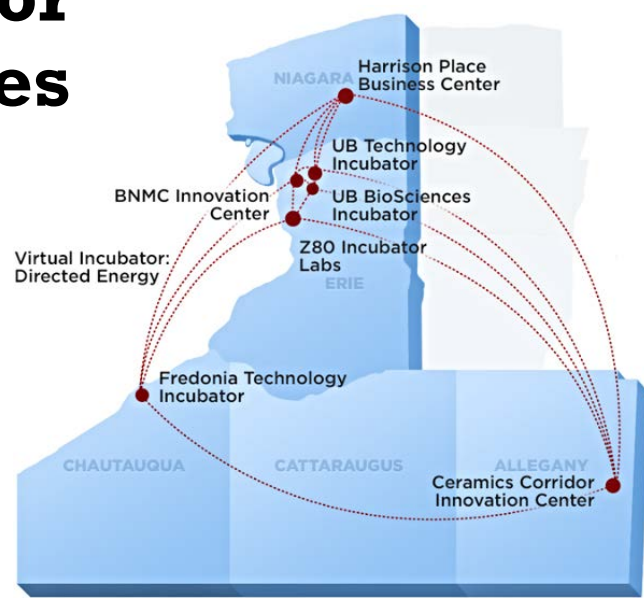 or
es
NIAGARA
Harrison Place
Business Center
UB Technology
Incubator
BNMC Innovation
Center
UB BioSciences
Incubator
Z80 Incubator
Labs
Virtual Incubator:
Directed Energy
ERIE
Fredonia Technology
Incubator
CHAUTAUQUA
CATTARAUGUS
ALLEGANY
Ceramics Corridor
Innovation Center